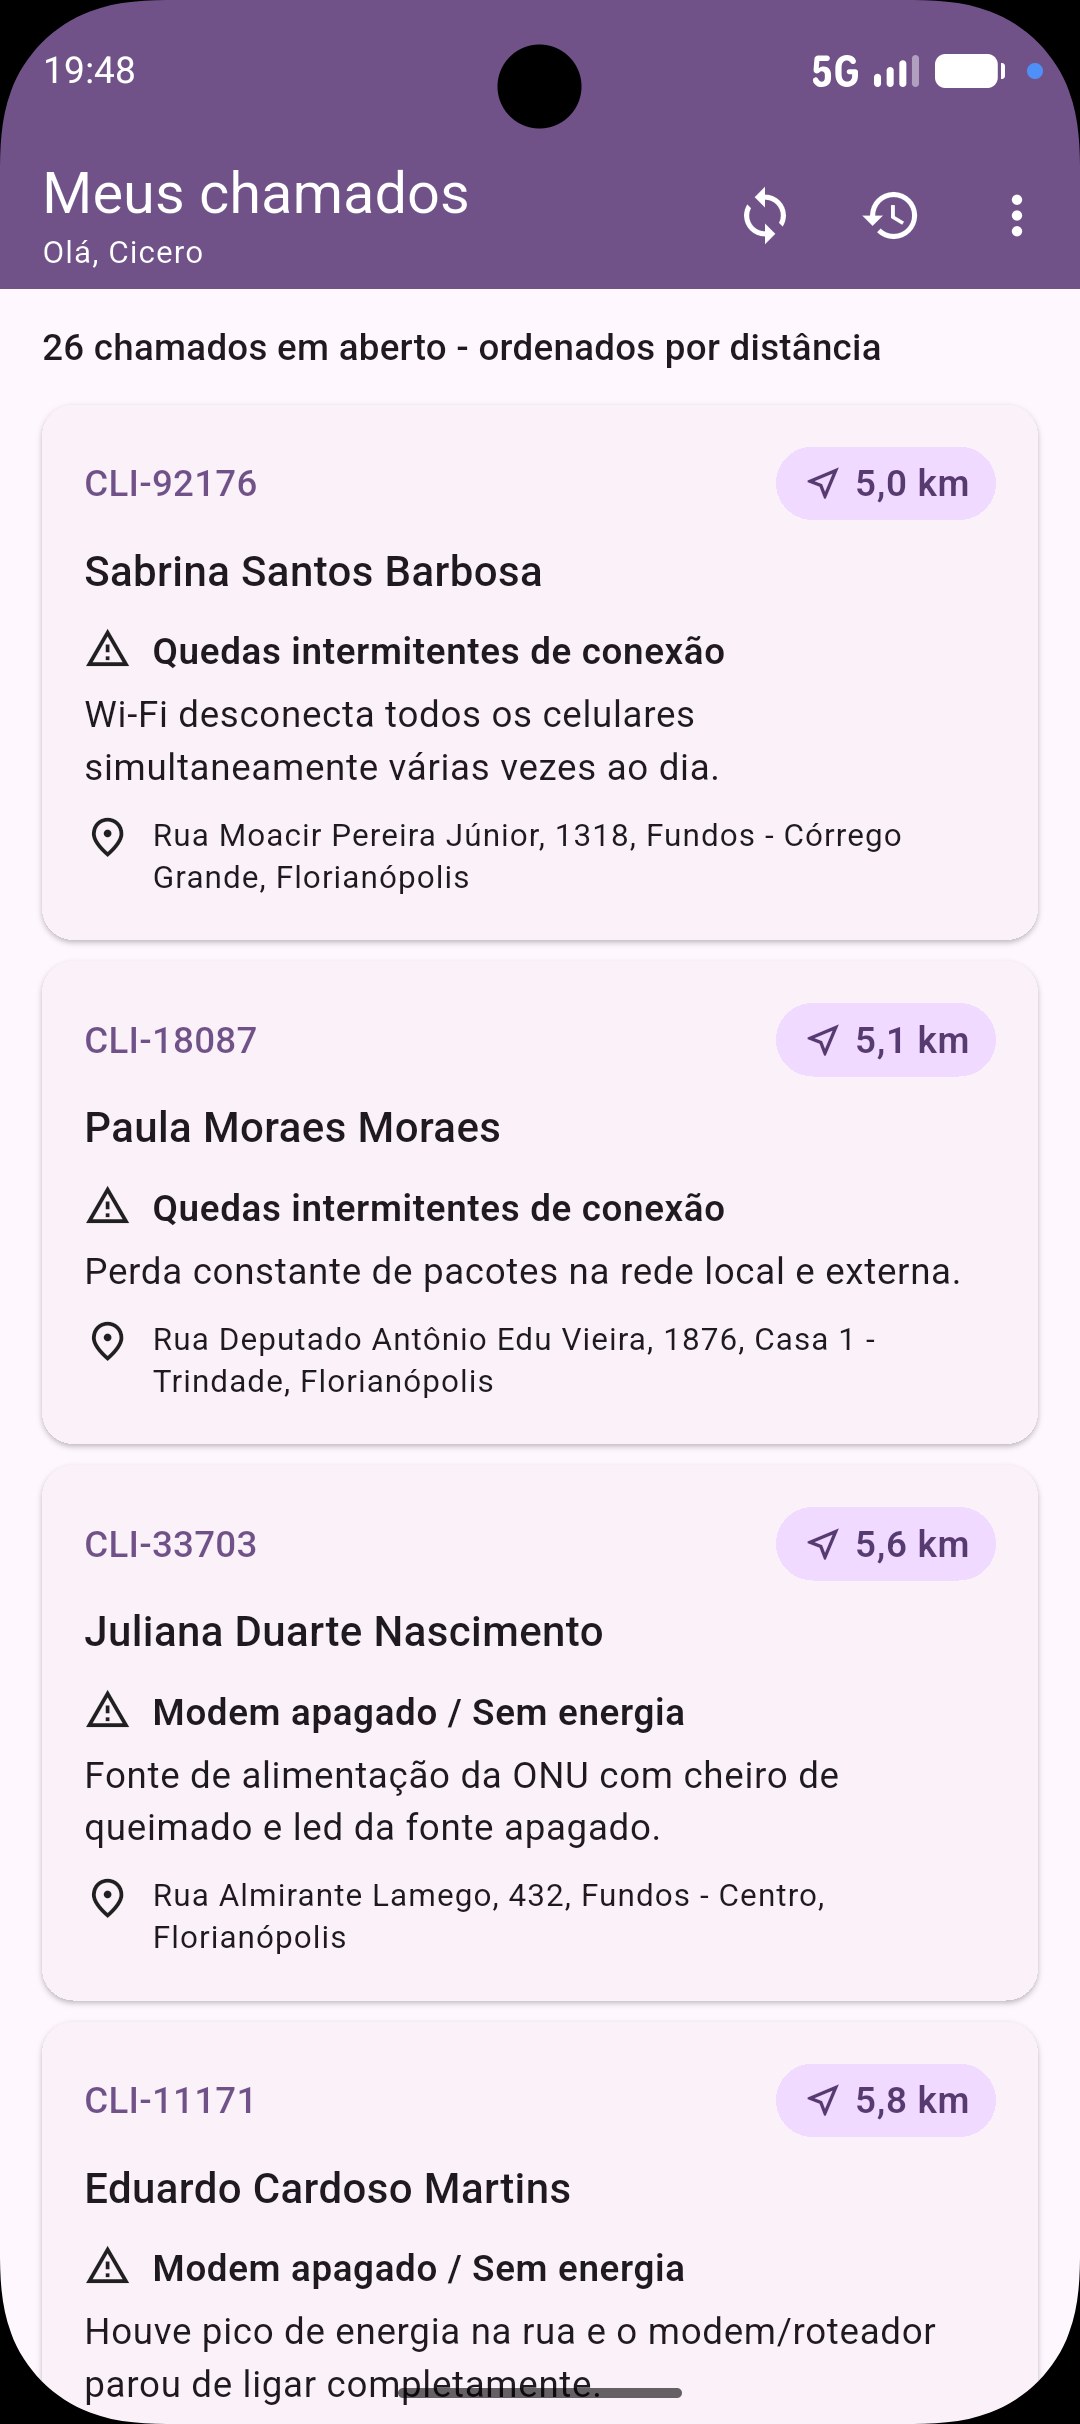 19:48
5G
Meus chamados
Olá, Cicero
26 chamados em aberto - ordenados por distância
CLI-92176
5,0 km
Sabrina Santos Barbosa
Quedas intermitentes de conexão
Wi-Fi desconecta todos os celulares
simultaneamente várias vezes ao dia.
Rua Moacir Pereira Júnior, 1318, Fundos - Córrego
Grande, Florianópolis
CLI-18087
5,1 km
Paula Moraes Moraes
Quedas intermitentes de conexão
Perda constante de pacotes na rede local e externa.
Rua Deputado Antônio Edu Vieira, 1876, Casa 1 -
Trindade, Florianópolis
CLI-33703
5,6 km
Juliana Duarte Nascimento
Modem apagado / Sem energia
Fonte de alimentação da ONU com cheiro de
queimado e led da fonte apagado.
Rua Almirante Lamego, 432, Fundos - Centro,
Florianópolis
CLI-11171
5,8 km
Eduardo Cardoso Martins
Modem apagado / Sem energia
Houve pico de energia na rua e o modem/roteador
parou de ligar completamente.